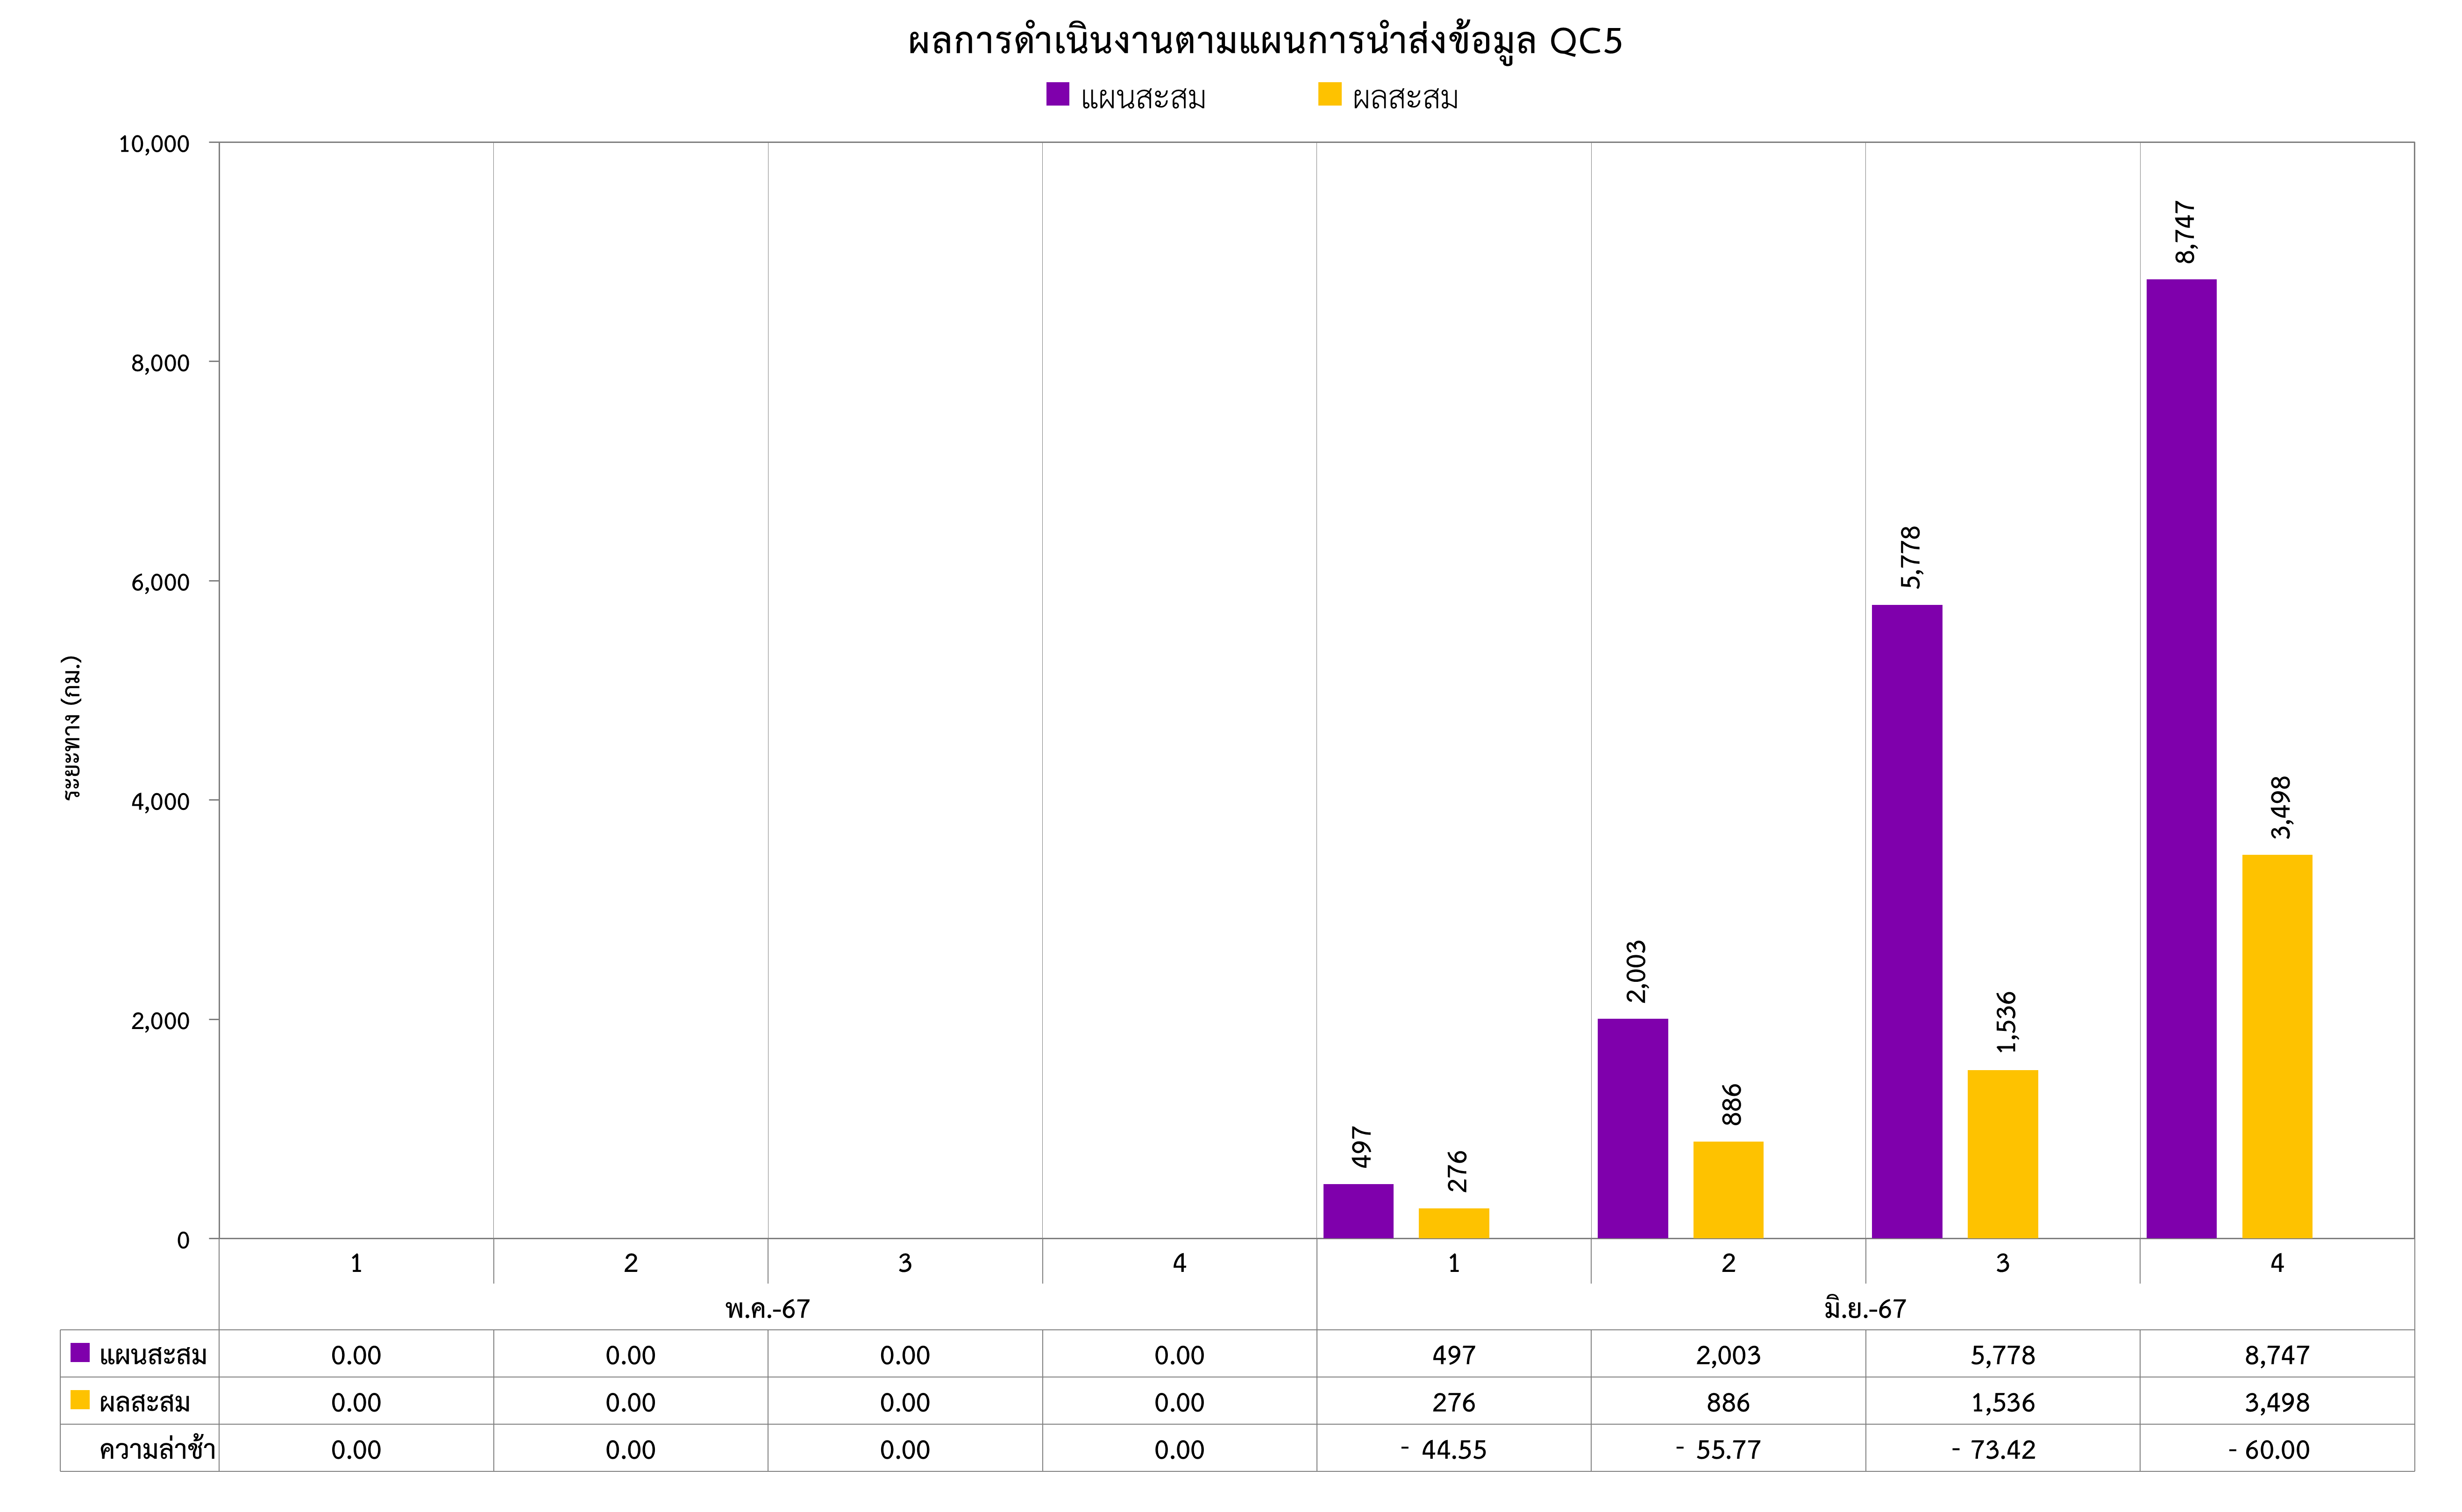 ผลการดำเนินงานตามแผนการนำส่งข้อมูล QC5
แผนสะสม ผลสะสม
10,000
8,000
6,000
4,000
2,000
0
ระยะทาง (กม.)
497 276 2,003 886 5,778 1,536 8,747 3,498
1 2 3 4 1 2 3 4
พ.ค.-67 มิ.ย.-67
แผนสะสม 0.00 0.00 0.00 0.00 497 2,003 5,778 8,747
ผลสะสม 0.00 0.00 0.00 0.00 276 886 1,536 3,498
ความล่าช้า 0.00 0.00 0.00 0.00 - 44.55 - 55.77 - 73.42 - 60.00